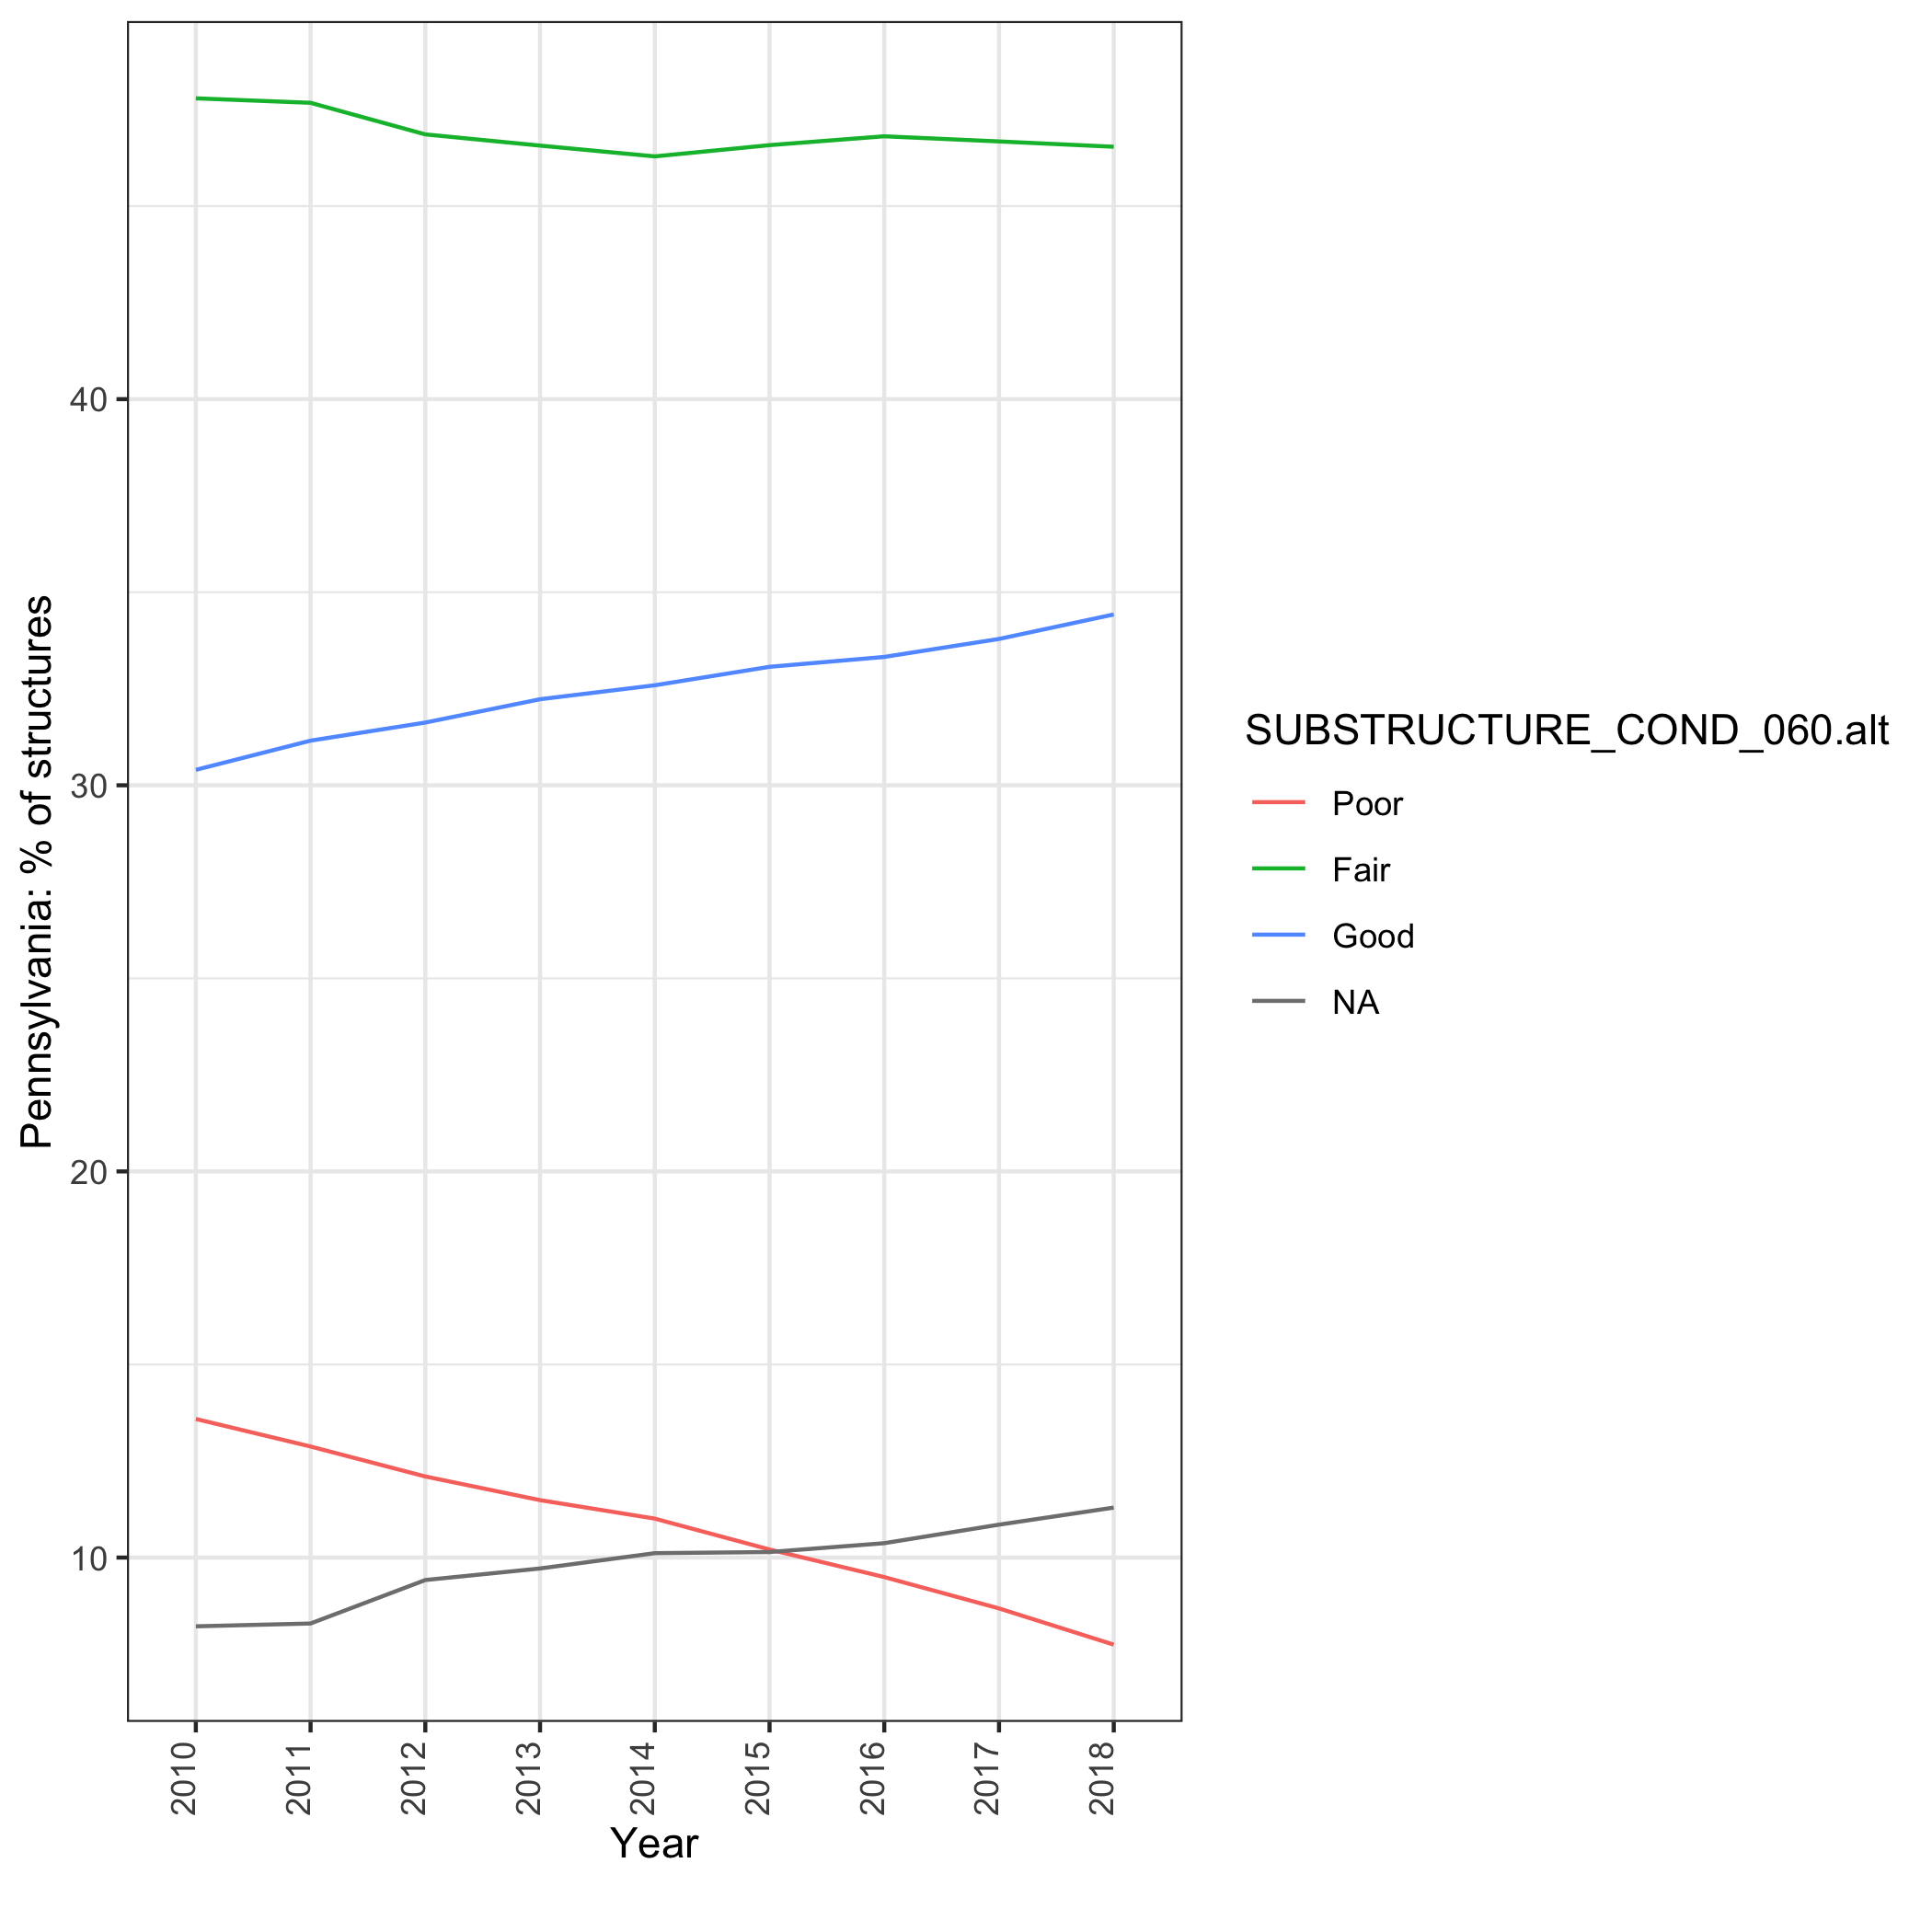 Pennsylvania: % of structures
40
30
20
10
2010
2011
2012
2013
2014
2015
2016
2017
2018
Year
SUBSTRUCTURE_COND_060.alt
Poor
Fair
Good
NA